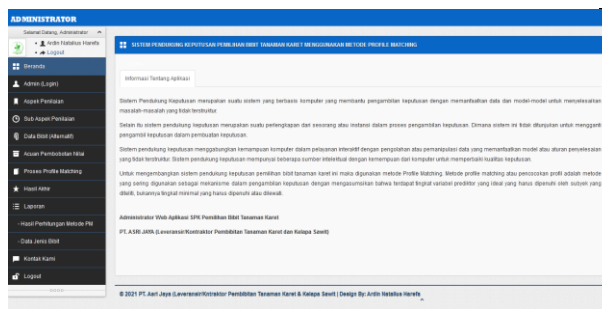 ADMINISTRATOR
Selamat Datang, Administrator
Ardin Natalius Harefa
Logout
SISTEM PENDUKUNG KEPUTUSAN PEMILIHAN BIBIT TANAMAN KARET MENGGUNAKAN METODE PROFILE MATCHING
Beranda
Admin (Login)
Aspek Penilaian
Sub Aspek Penilaian
Data Bibit (Alternatif)
Acuan Pembobotan Nilai
Proses Profile Matching
Hasil Akhir
Laporan
- Hasil Perhitungan Metode PM
- Data Jenis Bibit
Kontak Kami
Logout
Informasi Tentang Aplikasi
Sistem Pendukung Keputusan merupakan suatu sistem yang berbasis komputer yang membantu pengambilan keputusan dengan memanfaatkan data dan model-model untuk menyelesaikan
masalah-masalah yang tidak terstruktur.
Selain itu sistem pendukung keputusan merupakan suatu perlengkapan dari seseorang atau instansi dalam proses pengambilan keputusan. Dimana sistem ini tidak ditunjukan untuk mengganti
pengambil keputusan dalam pembuatan keputusan.
Sistem pendukung keputusan menggabungkan kemampuan komputer dalam pelayanan interaktif dengan pengolahan atau pemanipulasi data yang memanfaatkan model atau aturan penyelesaian
yang tidak terstruktur. Sistem pendukung keputusan mempunyai beberapa sumber intelektual dengan kemampuan dari komputer untuk memperbaiki kualitas keputusan.
Untuk mengembangkan sistem pendukung keputusan pemilihan bibit tanaman karet ini maka digunakan metode Profile Matching. Metode profile matching atau pencocokan profil adalah metode
yang sering digunakan sebagai mekanisme dalam pengambilan keputusan dengan mengasumsikan bahwa terdapat tingkat variabel prediktor yang ideal yang harus dipenuhi oleh subyek yang
diteliti, bukannya tingkat minimal yang harus dipenuhi atau dilewati.
Administrator Web Aplikasi SPK Pemilihan Bibit Tanaman Karet
PT. ASRI JAYA (Leveransir/Kontraktor Pembibitan Tanaman Karet dan Kelapa Sawit)
© 2021 PT. Asri Jaya (Leveransir/Kntraktor Pembibitan Tanaman Karet & Kelapa Sawit | Design By: Ardin Natalius Harefa